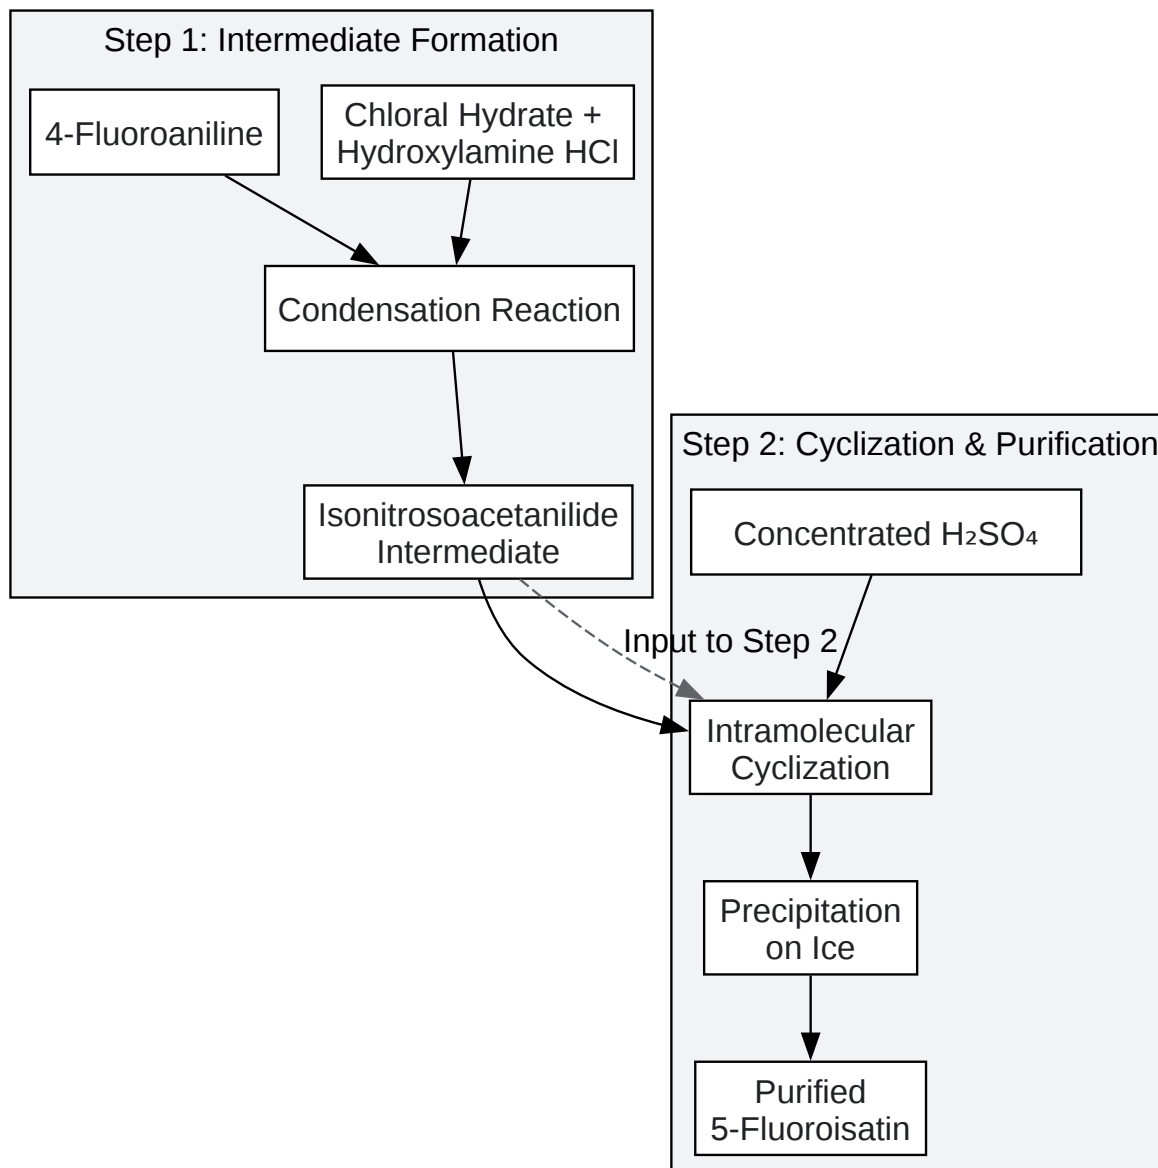 Step 1: Intermediate Formation
4-Fluoroaniline
Chloral Hydrate +
Hydroxylamine HCl
Condensation Reaction
Isonitrosoacetanilide
Intermediate
Step 2: Cyclization & Purification
Concentrated H₂SO₄
Input to Step 2
Intramolecular
Cyclization
Precipitation
on Ice
Purified
5-Fluoroisatin